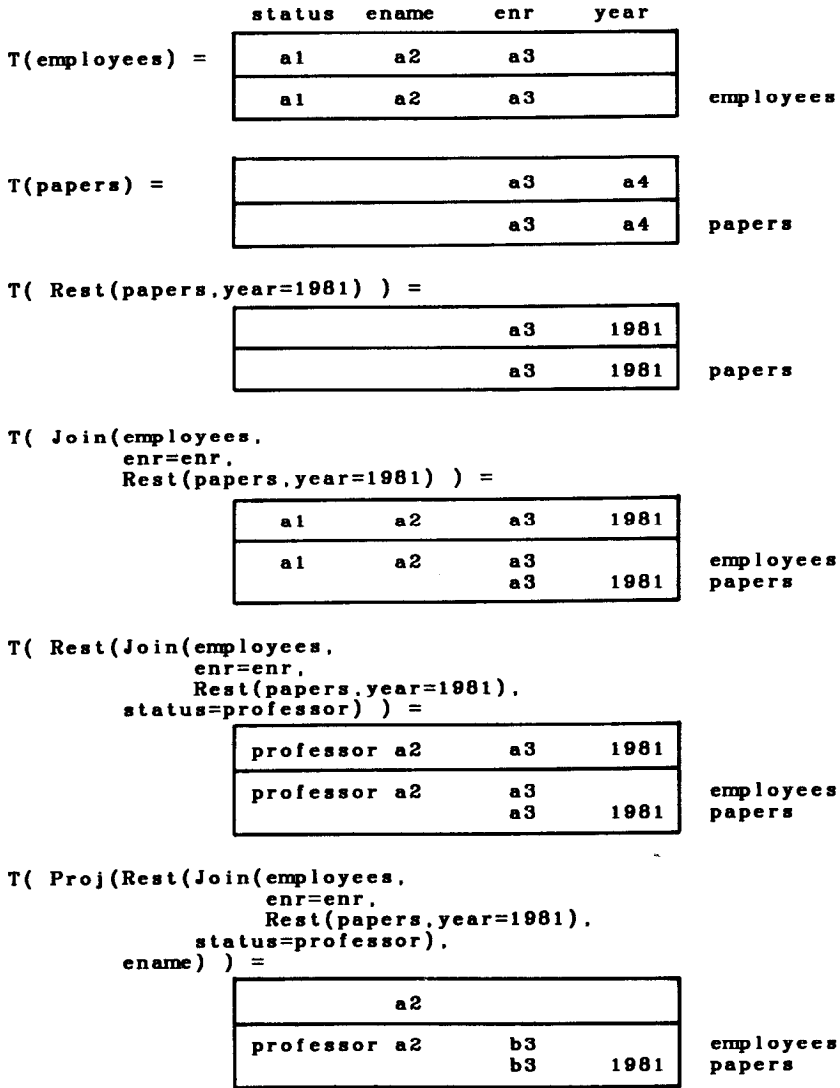 status ename enr year
T(employees) = a1 a2 a3
a1 a2 a3 employees
T(papers) = a3 a4
a3 a4 papers
T( Rest(papers,year=1981) ) =
a3 1981
a3 1981 papers
T( Join(employees,
enr=enr,
Rest(papers,year=1981) ) =
a1 a2 a3 1981
a1 a2 a3 employees
a3 1981 papers
T( Rest(Join(employees,
enr=enr,
Rest(papers,year=1981),
status=professor) ) =
professor a2 a3 1981
professor a2 a3 employees
a3 1981 papers
T( Proj(Rest(Join(employees,
enr=enr,
Rest(papers,year=1981),
status=professor),
ename) ) =
a2
professor a2 b3 employees
b3 1981 papers